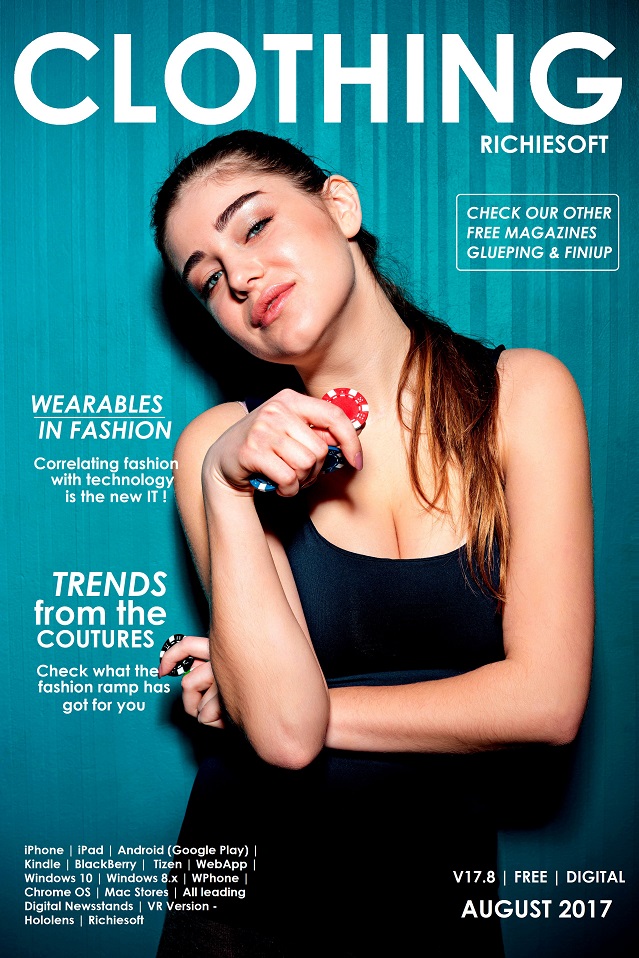 CLOTHING
RICHIESOFT
CHECK OUR OTHER
FREE MAGAZINES
GLUEPING & FINIUP
WEARABLES
IN FASHION
Correlating fashion
with technology
is the new IT !
TRENDS
from the
COUTURES
Check what the
fashion ramp has
got for you
iPhone | iPad | Android (Google Play) |
Kindle | BlackBerry | Tizen | WebApp |
Windows 10 | Windows 8.x | WPhone |
Chrome OS | Mac Stores | All leading
Digital Newsstands | VR Version -
Hololens | Richiesoft
V17.8 | FREE | DIGITAL
AUGUST 2017